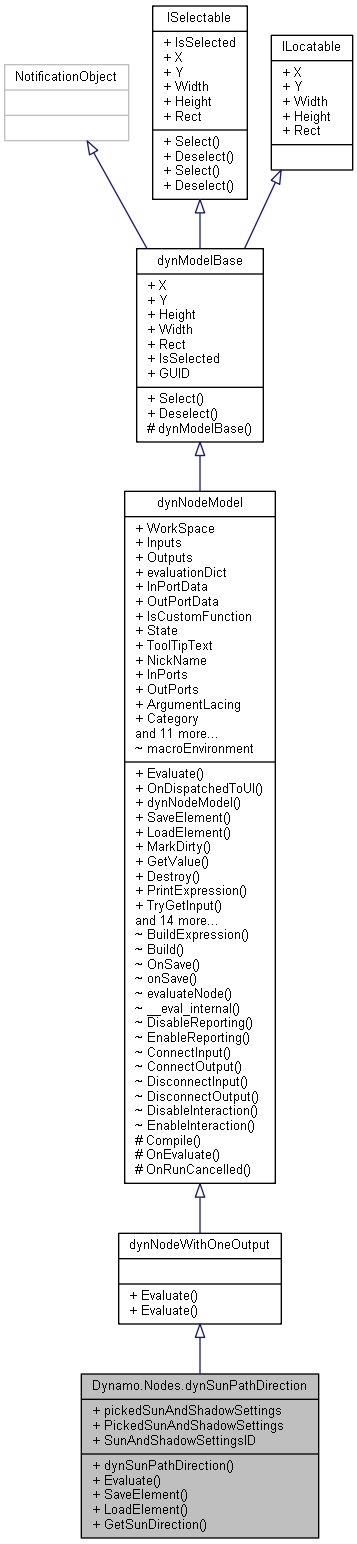 ISelectable
+ IsSelected
+ X
+ Y
+ Width
+ Height
+ Rect
+ Select()
+ Deselect()
+ Select()
+ Deselect()
ILocatable
+ X
+ Y
+ Width
+ Height
+ Rect
NotificationObject
dynModelBase
+ X
+ Y
+ Height
+ Width
+ Rect
+ IsSelected
+ GUID
+ Select()
+ Deselect()
# dynModelBase()
dynNodeModel
+ WorkSpace
+ Inputs
+ Outputs
+ evaluationDict
+ InPortData
+ OutPortData
+ IsCustomFunction
+ State
+ ToolTipText
+ NickName
+ InPorts
+ OutPorts
+ ArgumentLacing
+ Category
and 11 more...
~ macroEnvironment
+ Evaluate()
+ OnDispatchedToUI()
+ dynNodeModel()
+ SaveElement()
+ LoadElement()
+ MarkDirty()
+ GetValue()
+ Destroy()
+ PrintExpression()
+ TryGetInput()
and 14 more...
~ BuildExpression()
~ Build()
~ OnSave()
~ onSave()
~ evaluateNode()
~ __eval_internal()
~ DisableReporting()
~ EnableReporting()
~ ConnectInput()
~ ConnectOutput()
~ DisconnectInput()
~ DisconnectOutput()
~ DisableInteraction()
~ EnableInteraction()
# Compile()
# OnEvaluate()
# OnRunCancelled()
dynNodeWithOneOutput
+ Evaluate()
+ Evaluate()
Dynamo.Nodes.dynSunPathDirection
+ pickedSunAndShadowSettings
+ PickedSunAndShadowSettings
+ SunAndShadowSettingsID
+ dynSunPathDirection()
+ Evaluate()
+ SaveElement()
+ LoadElement()
+ GetSunDirection()